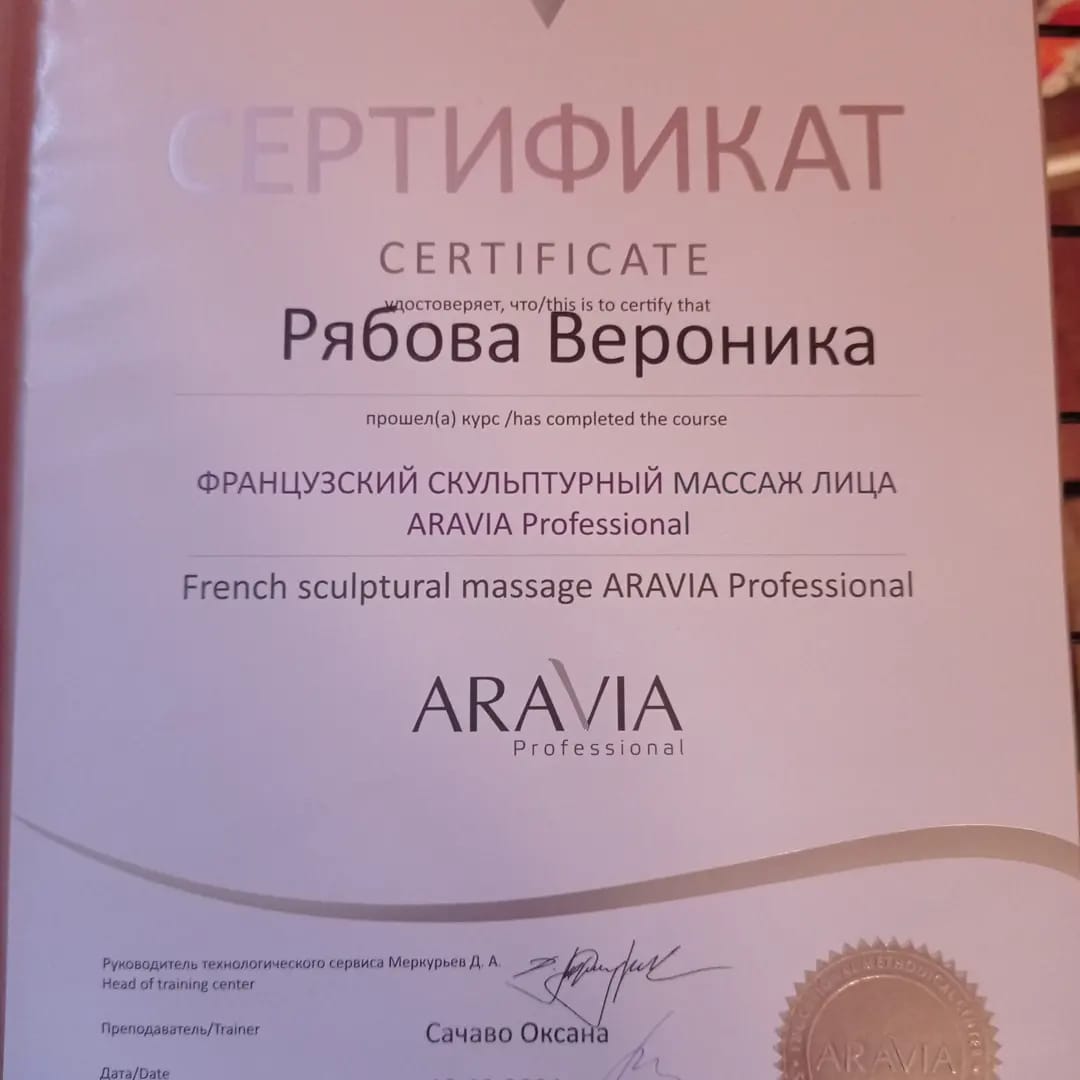 СЕРТИФИКАТ
CERTIFICATE
удостоверяет, что/this is to certify that
Рябова Вероника
прошел(а) курс /has completed the course
ФРАНЦУЗСКИЙ СКУЛЬПТУРНЫЙ МАССАЖ ЛИЦА
ARAVIA Professional
French sculptural massage ARAVIA Professional
ARAVIA
Professional
Руководитель технологического сервиса Меркурьев Д. А.
Head of training center
Преподаватель/Trainer
Сачаво Оксана
Дата/Date
ARAVIA